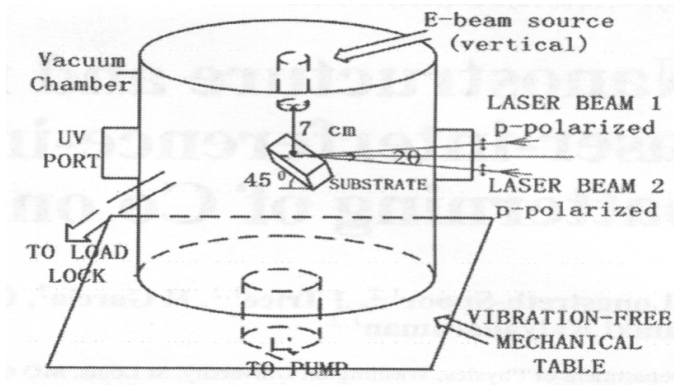 E-beam source
(vertical)
Vacuum
Chamber
LASER BEAM 1
p-polarized
7 cm
UV
PORT
2θ
45⁰
SUBSTRATE
LASER BEAM 2
p-polarized
TO LOAD
LOCK
VIBRATION-FREE
MECHANICAL
TABLE
TO PUMP